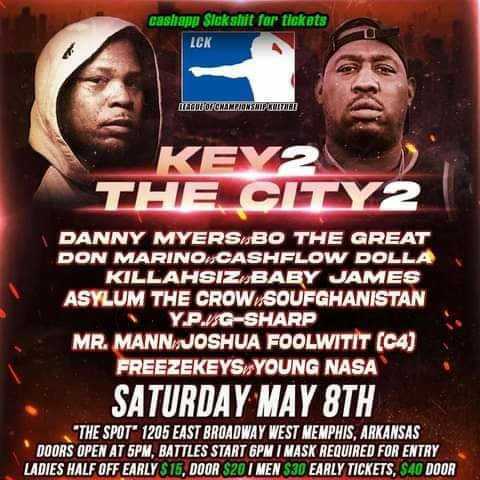 cashapp $lckshit for tickets
LCK
LEAGUE OF CHAMPIONSHIP KULTURE
KEY2
THE CITY2
DANNY MYERS VS BO THE GREAT
DON MARINO VS CASHFLOW DOLLA
KILLAHSIZ VS BABY JAMES
ASYLUM THE CROW VS SOUFGHANISTAN
Y.P. VS G-SHARP
MR. MANN VS JOSHUA FOOLWITIT (C4)
FREEZEKEYS VS YOUNG NASA
SATURDAY MAY 8TH
"THE SPOT" 1205 EAST BROADWAY WEST MEMPHIS, ARKANSAS
DOORS OPEN AT 5PM, BATTLES START 6PM I MASK REQUIRED FOR ENTRY
LADIES HALF OFF EARLY $15, DOOR $20 I MEN $30 EARLY TICKETS, $40 DOOR